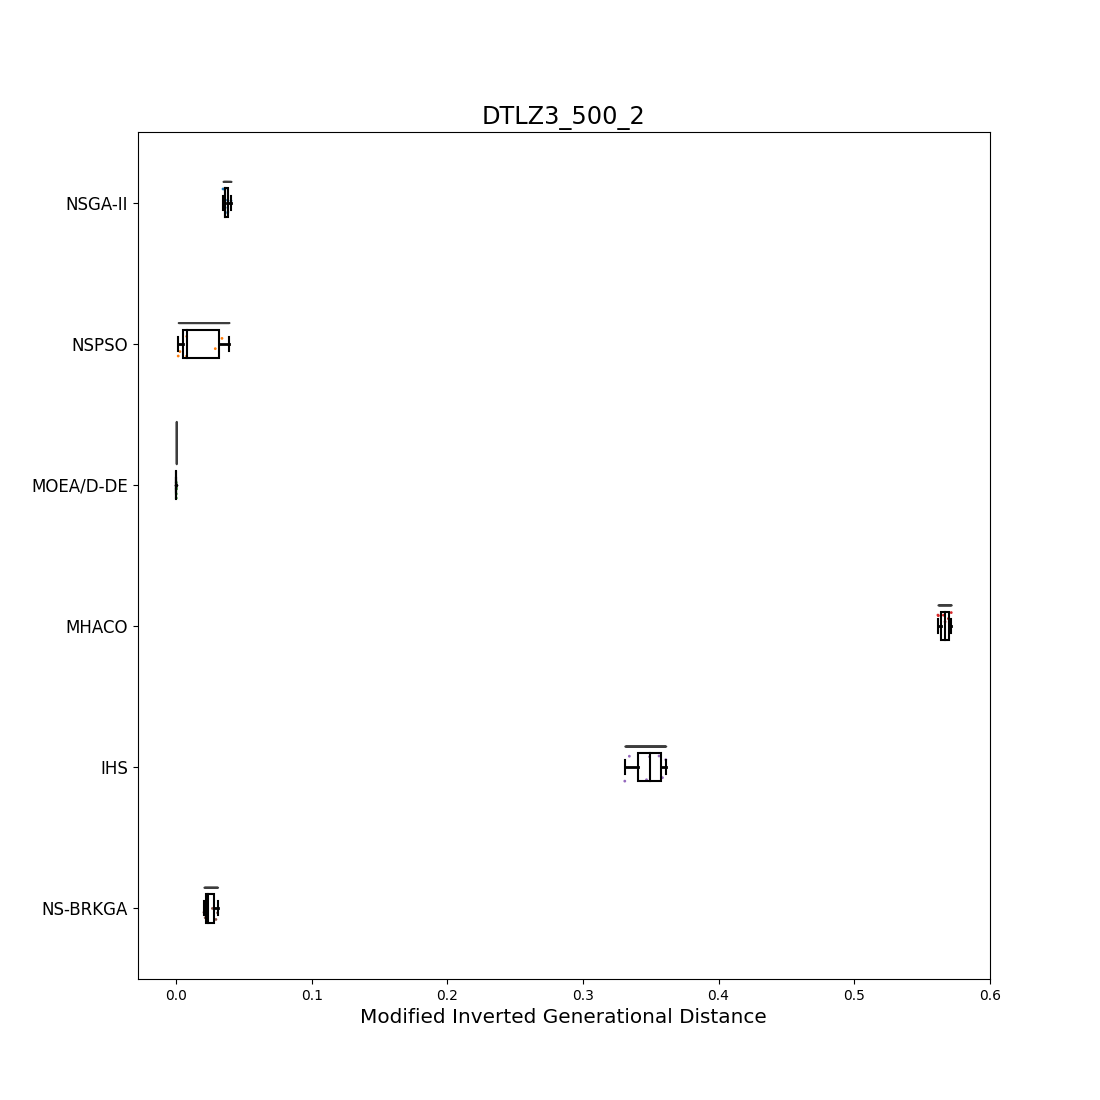 DTLZ3_500_2
NSGA-II
NSPSO
MOEA/D-DE
MHACO
IHS
NS-BRKGA
0.0 0.1 0.2 0.3 0.4 0.5 0.6
Modified Inverted Generational Distance